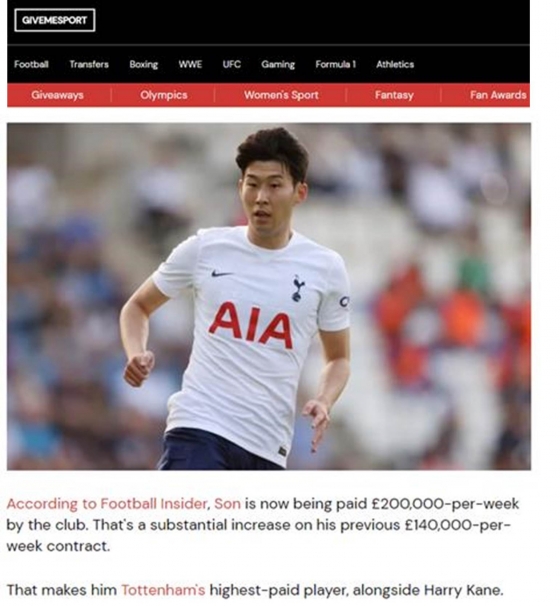 GIVEMESPORT
Football Transfers Boxing WWE UFC Gaming Formula 1 Athletics
Giveaways Olympics Women's Sport Fantasy Fan Awards
AIA
According to Football Insider, Son is now being paid £200,000-per-week
by the club. That's a substantial increase on his previous £140,000-per-
week contract.
That makes him Tottenham's highest-paid player, alongside Harry Kane.